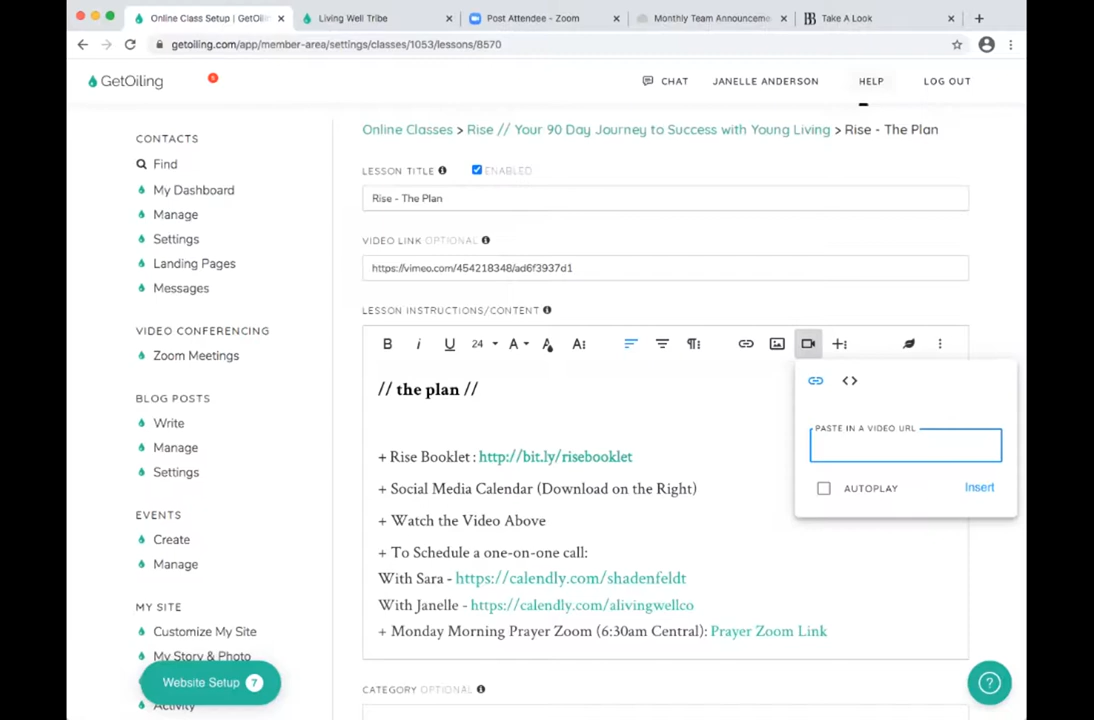 Online Class Setup | GetOilin
Living Well Tribe
Post Attendee - Zoom
Monthly Team Announceme
BB
Take A Look
getoiling.com/app/member-area/settings/classes/1053/lessons/8570
GetOiling
CHAT
JANELLE ANDERSON
HELP
LOG OUT
CONTACTS
Find
My Dashboard
Manage
Settings
Landing Pages
Messages
VIDEO CONFERENCING
Zoom Meetings
BLOG POSTS
Write
Manage
Settings
EVENTS
Create
Manage
MY SITE
Customize My Site
My Story & Photo
Website Setup 7
Activity
Online Classes > Rise // Your 90 Day Journey to Success with Young Living > Rise - The Plan
LESSON TITLE ENABLED
Rise - The Plan
VIDEO LINK OPTIONAL
https://vimeo.com/454218348/ad6f3937d1
LESSON INSTRUCTIONS/CONTENT
B i U 24 A A
// the plan //
+ Rise Booklet : http://bit.ly/risebooklet
+ Social Media Calendar (Download on the Right)
+ Watch the Video Above
+ To Schedule a one-on-one call:
With Sara - https://calendly.com/shadenfeldt
With Janelle - https://calendly.com/alivingwellco
+ Monday Morning Prayer Zoom (6:30am Central): Prayer Zoom Link
PASTE IN A VIDEO URL
AUTOPLAY Insert
CATEGORY OPTIONAL